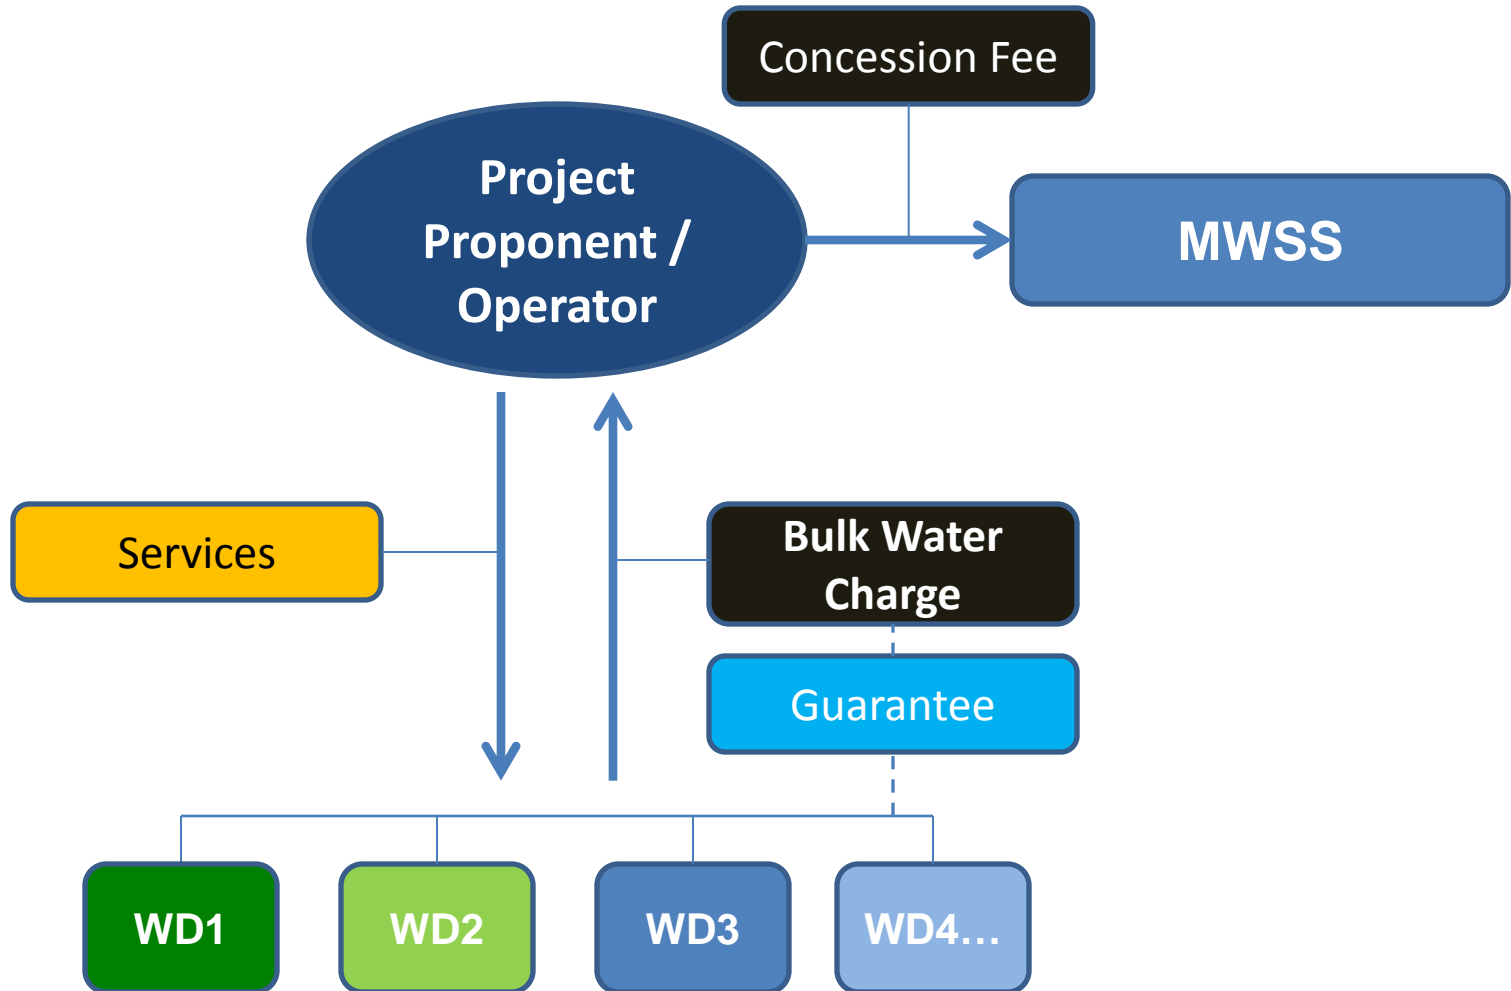 Concession Fee
Project
Proponent /
Operator
MWSS
Services
Bulk Water
Charge
Guarantee
WD1
WD2
WD3
WD4...